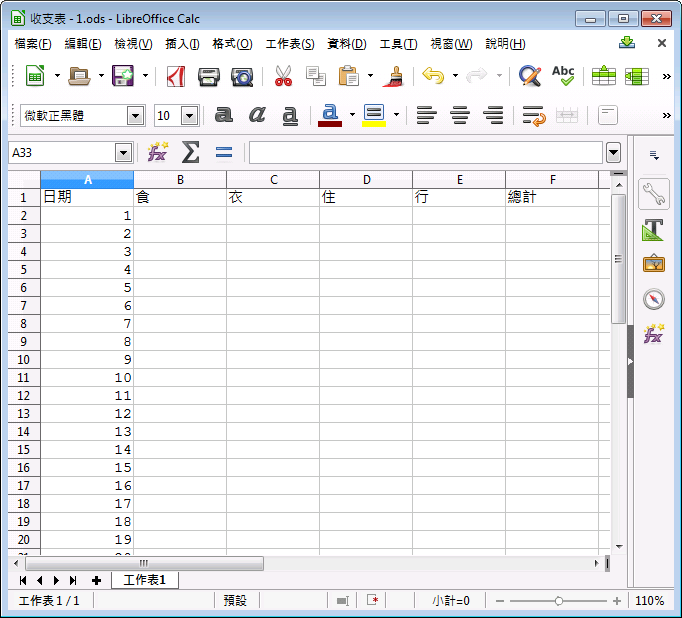 收支表 - 1.ods - LibreOffice Calc
檔案(F) 編輯(E) 檢視(V) 插入(I) 格式(O) 工作表(S) 資料(D) 工具(T) 視窗(W) 說明(H)
Abc
微軟正黑體 10 a a a a
A33 fx Σ =
A B C D E F
1 日期 食 衣 住 行 總計
2 1
3 2
4 3
5 4
6 5
7 6
8 7
9 8
10 9
11 10
12 11
13 12
14 13
15 14
16 15
17 16
18 17
19 18
20 19
21 20
工作表1
工作表 1 / 1 預設 小計=0 110%